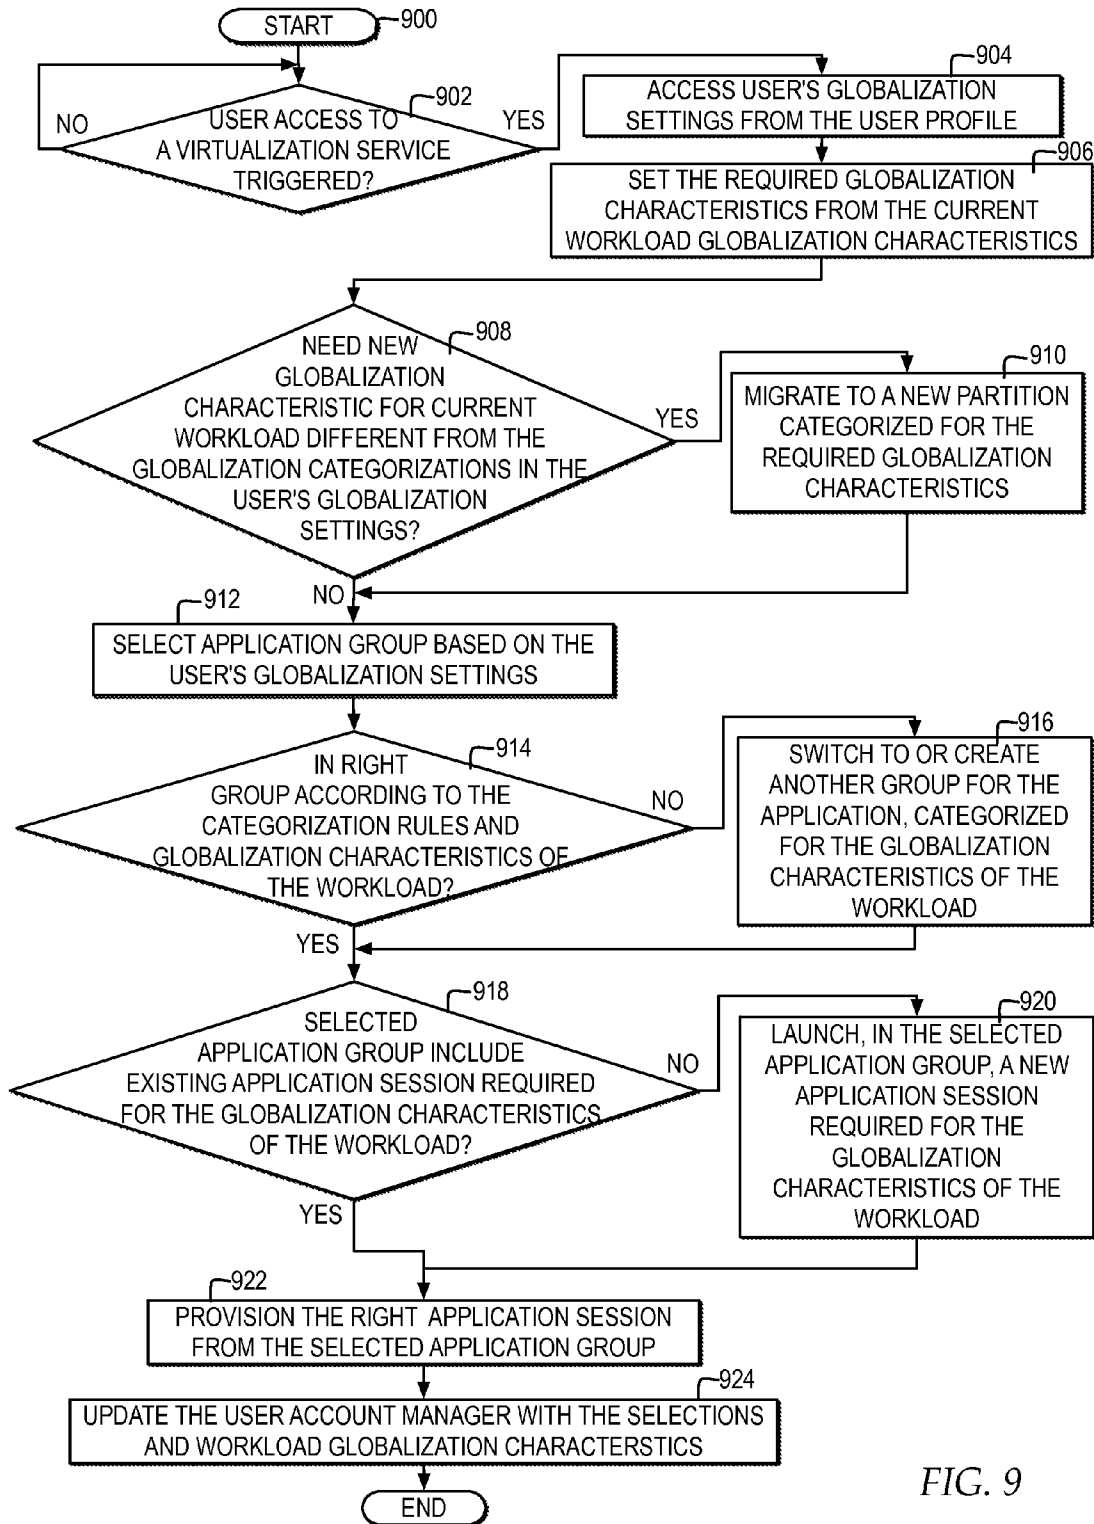 START
900
902
NO
USER ACCESS TO
A VIRTUALIZATION SERVICE
TRIGGERED?
YES
904
ACCESS USER'S GLOBALIZATION
SETTINGS FROM THE USER PROFILE
906
SET THE REQUIRED GLOBALIZATION
CHARACTERISTICS FROM THE CURRENT
WORKLOAD GLOBALIZATION CHARACTERISTICS
908
NEED NEW
GLOBALIZATION
CHARACTERISTIC FOR CURRENT
WORKLOAD DIFFERENT FROM THE
GLOBALIZATION CATEGORIZATIONS IN THE
USER'S GLOBALIZATION
SETTINGS?
YES
910
MIGRATE TO A NEW PARTITION
CATEGORIZED FOR THE
REQUIRED GLOBALIZATION
CHARACTERISTICS
NO
912
SELECT APPLICATION GROUP BASED ON THE
USER'S GLOBALIZATION SETTINGS
914
IN RIGHT
GROUP ACCORDING TO THE
CATEGORIZATION RULES AND
GLOBALIZATION CHARACTERISTICS OF
THE WORKLOAD?
NO
916
SWITCH TO OR CREATE
ANOTHER GROUP FOR THE
APPLICATION, CATEGORIZED
FOR THE GLOBALIZATION
CHARACTERISTICS OF THE
WORKLOAD
YES
918
SELECTED
APPLICATION GROUP INCLUDE
EXISTING APPLICATION SESSION REQUIRED
FOR THE GLOBALIZATION CHARACTERISTICS
OF THE WORKLOAD?
NO
920
LAUNCH, IN THE SELECTED
APPLICATION GROUP, A NEW
APPLICATION SESSION
REQUIRED FOR THE
GLOBALIZATION
CHARACTERISTICS OF THE
WORKLOAD
YES
922
PROVISION THE RIGHT APPLICATION SESSION
FROM THE SELECTED APPLICATION GROUP
924
UPDATE THE USER ACCOUNT MANAGER WITH THE SELECTIONS
AND WORKLOAD GLOBALIZATION CHARACTERSTICS
END
FIG. 9